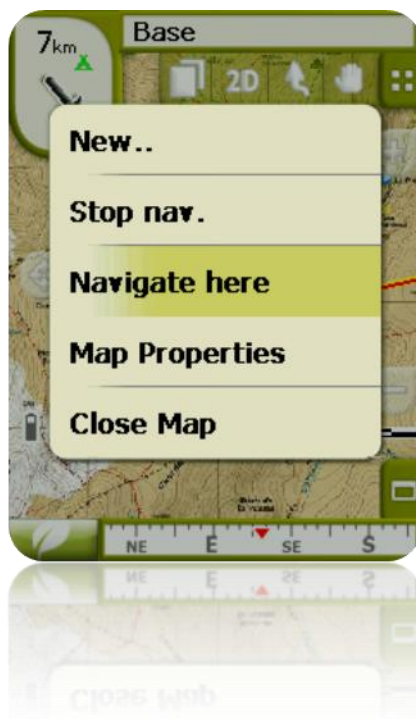 7km
Base
2D
New..
Stop nav.
Navigate here
Map Properties
Close Map
NE E SE S